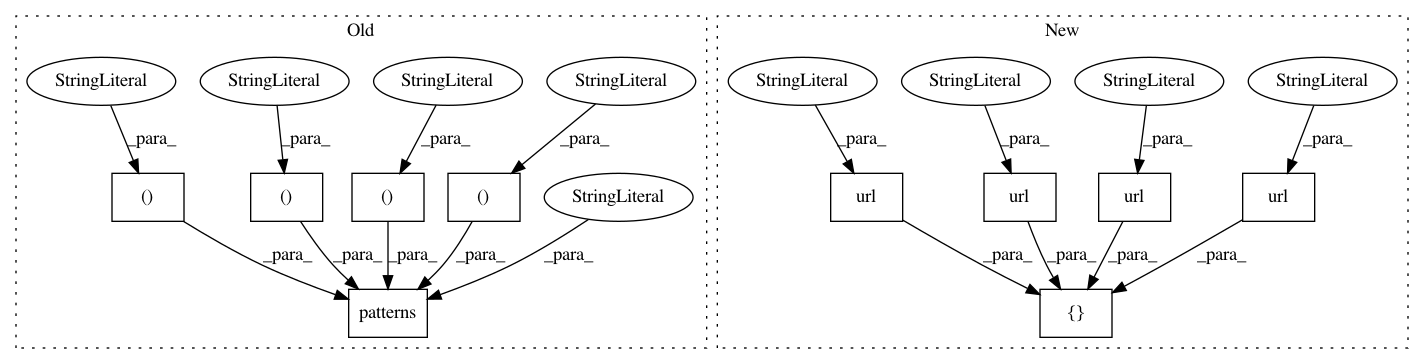 Old New
StringLiteral StringLiteral StringLiteral StringLiteral StringLiteral StringLiteral StringLiteral StringLiteral
_para_ _para_ _para_ _para_ _para_ _para_ _para_ _para_
() () () () StringLiteral url url url url
_para_ _para_ _para_ _para_ _para_ _para_ _para_ _para_ _para_
patterns {}